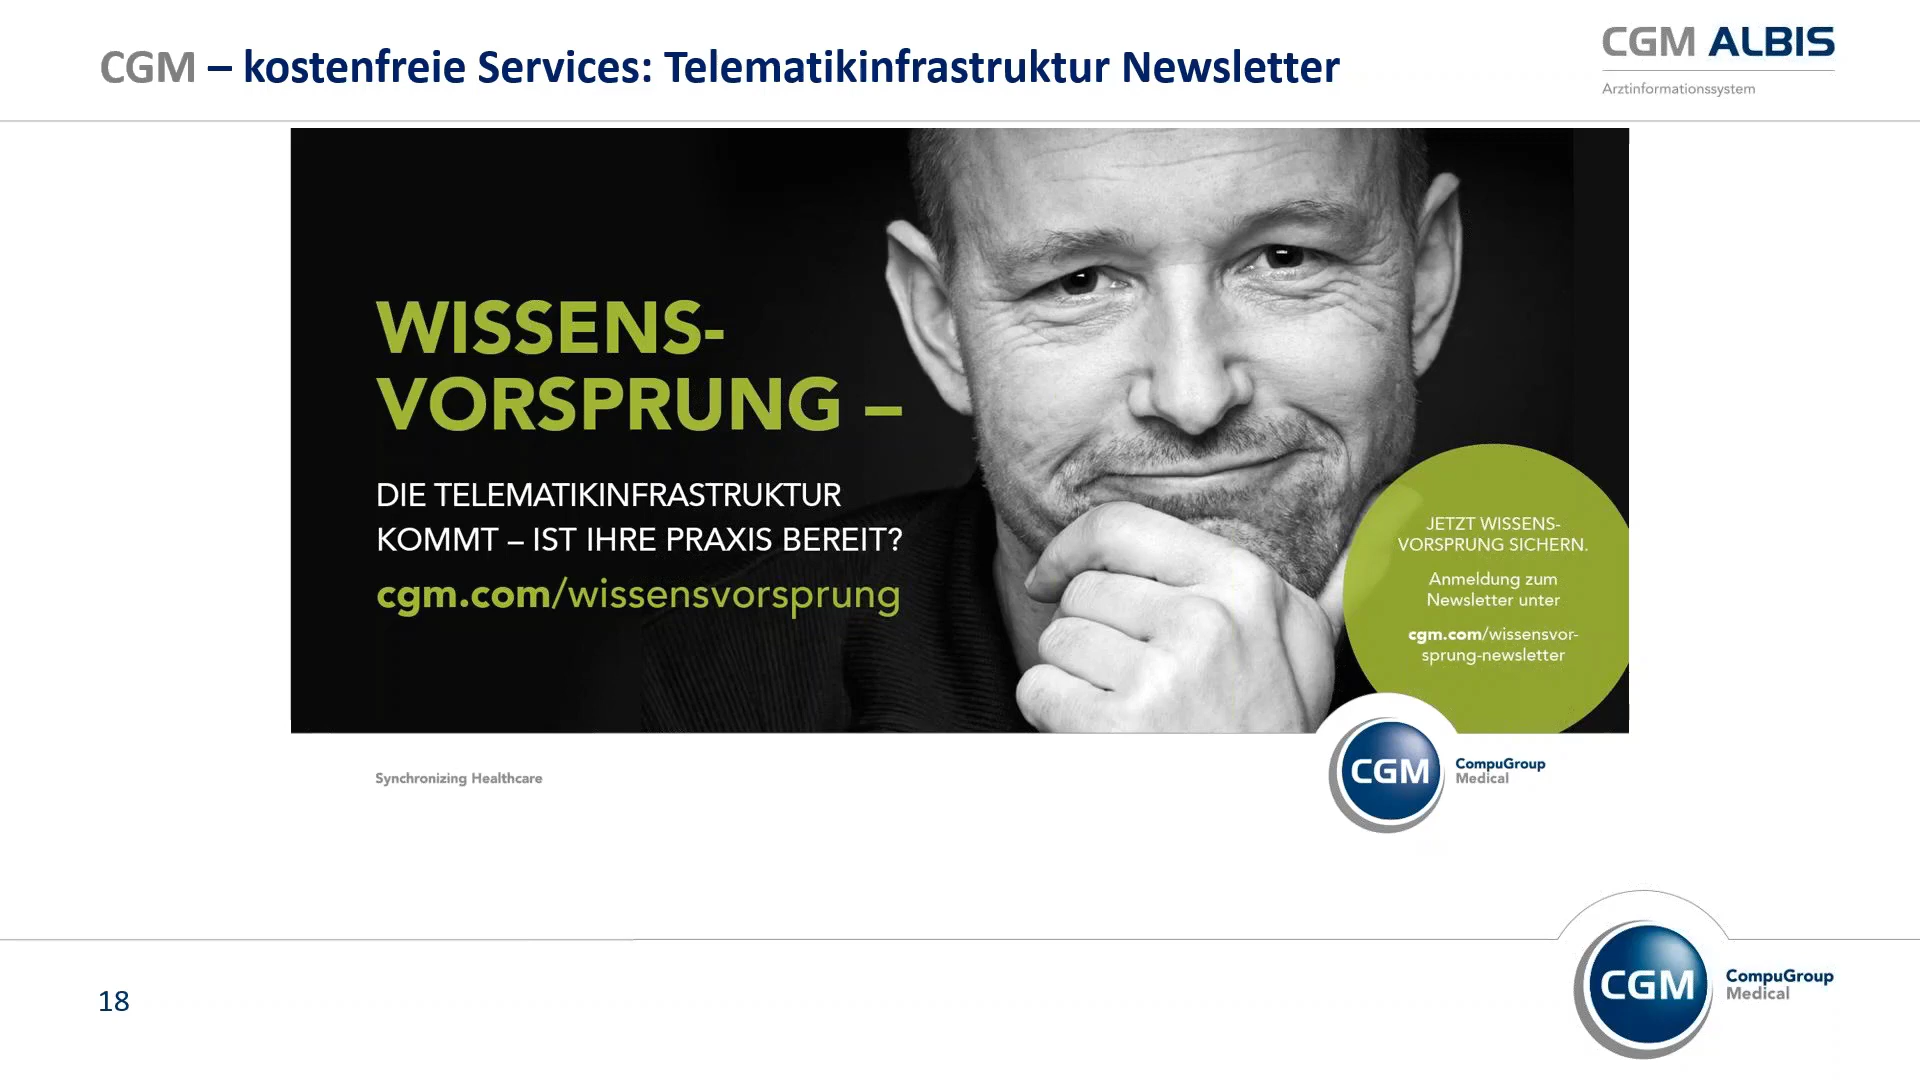 CGM – kostenfreie Services: Telematikinfrastruktur Newsletter
CGM ALBIS
Arztinformationssystem
WISSENS-
VORSPRUNG –
DIE TELEMATIKINFRASTRUKTUR
KOMMT – IST IHRE PRAXIS BEREIT?
cgm.com/wissensvorsprung
JETZT WISSENS-
VORSPRUNG SICHERN.
Anmeldung zum
Newsletter unter
cgm.com/wissensvor-
sprung-newsletter
Synchronizing Healthcare
CGM
CompuGroup
Medical
18
CGM
CompuGroup
Medical